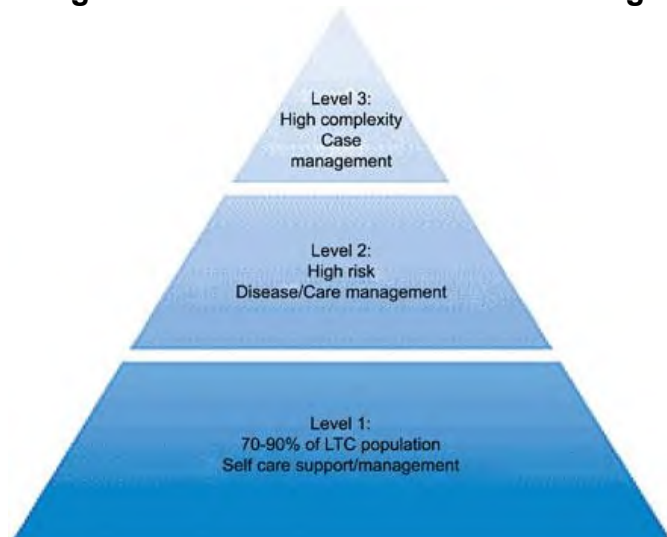 Level 3:
High complexity
Case
management
Level 2:
High risk
Disease/Care management
Level 1:
70-90% of LTC population
Self care support/management